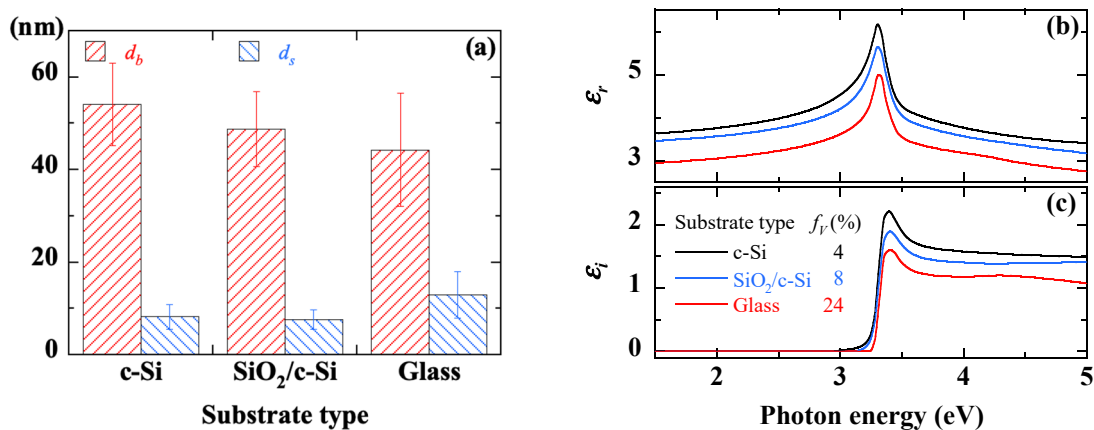 (nm)
(a)
d_b
d_s
60
40
20
0
c-Si
SiO₂/c-Si
Glass
Substrate type
(b)
ε_r
5
3
(c)
ε_i
2
1
0
Substrate type f_V (%)
c-Si 4
SiO₂/c-Si 8
Glass 24
2 3 4 5
Photon energy (eV)